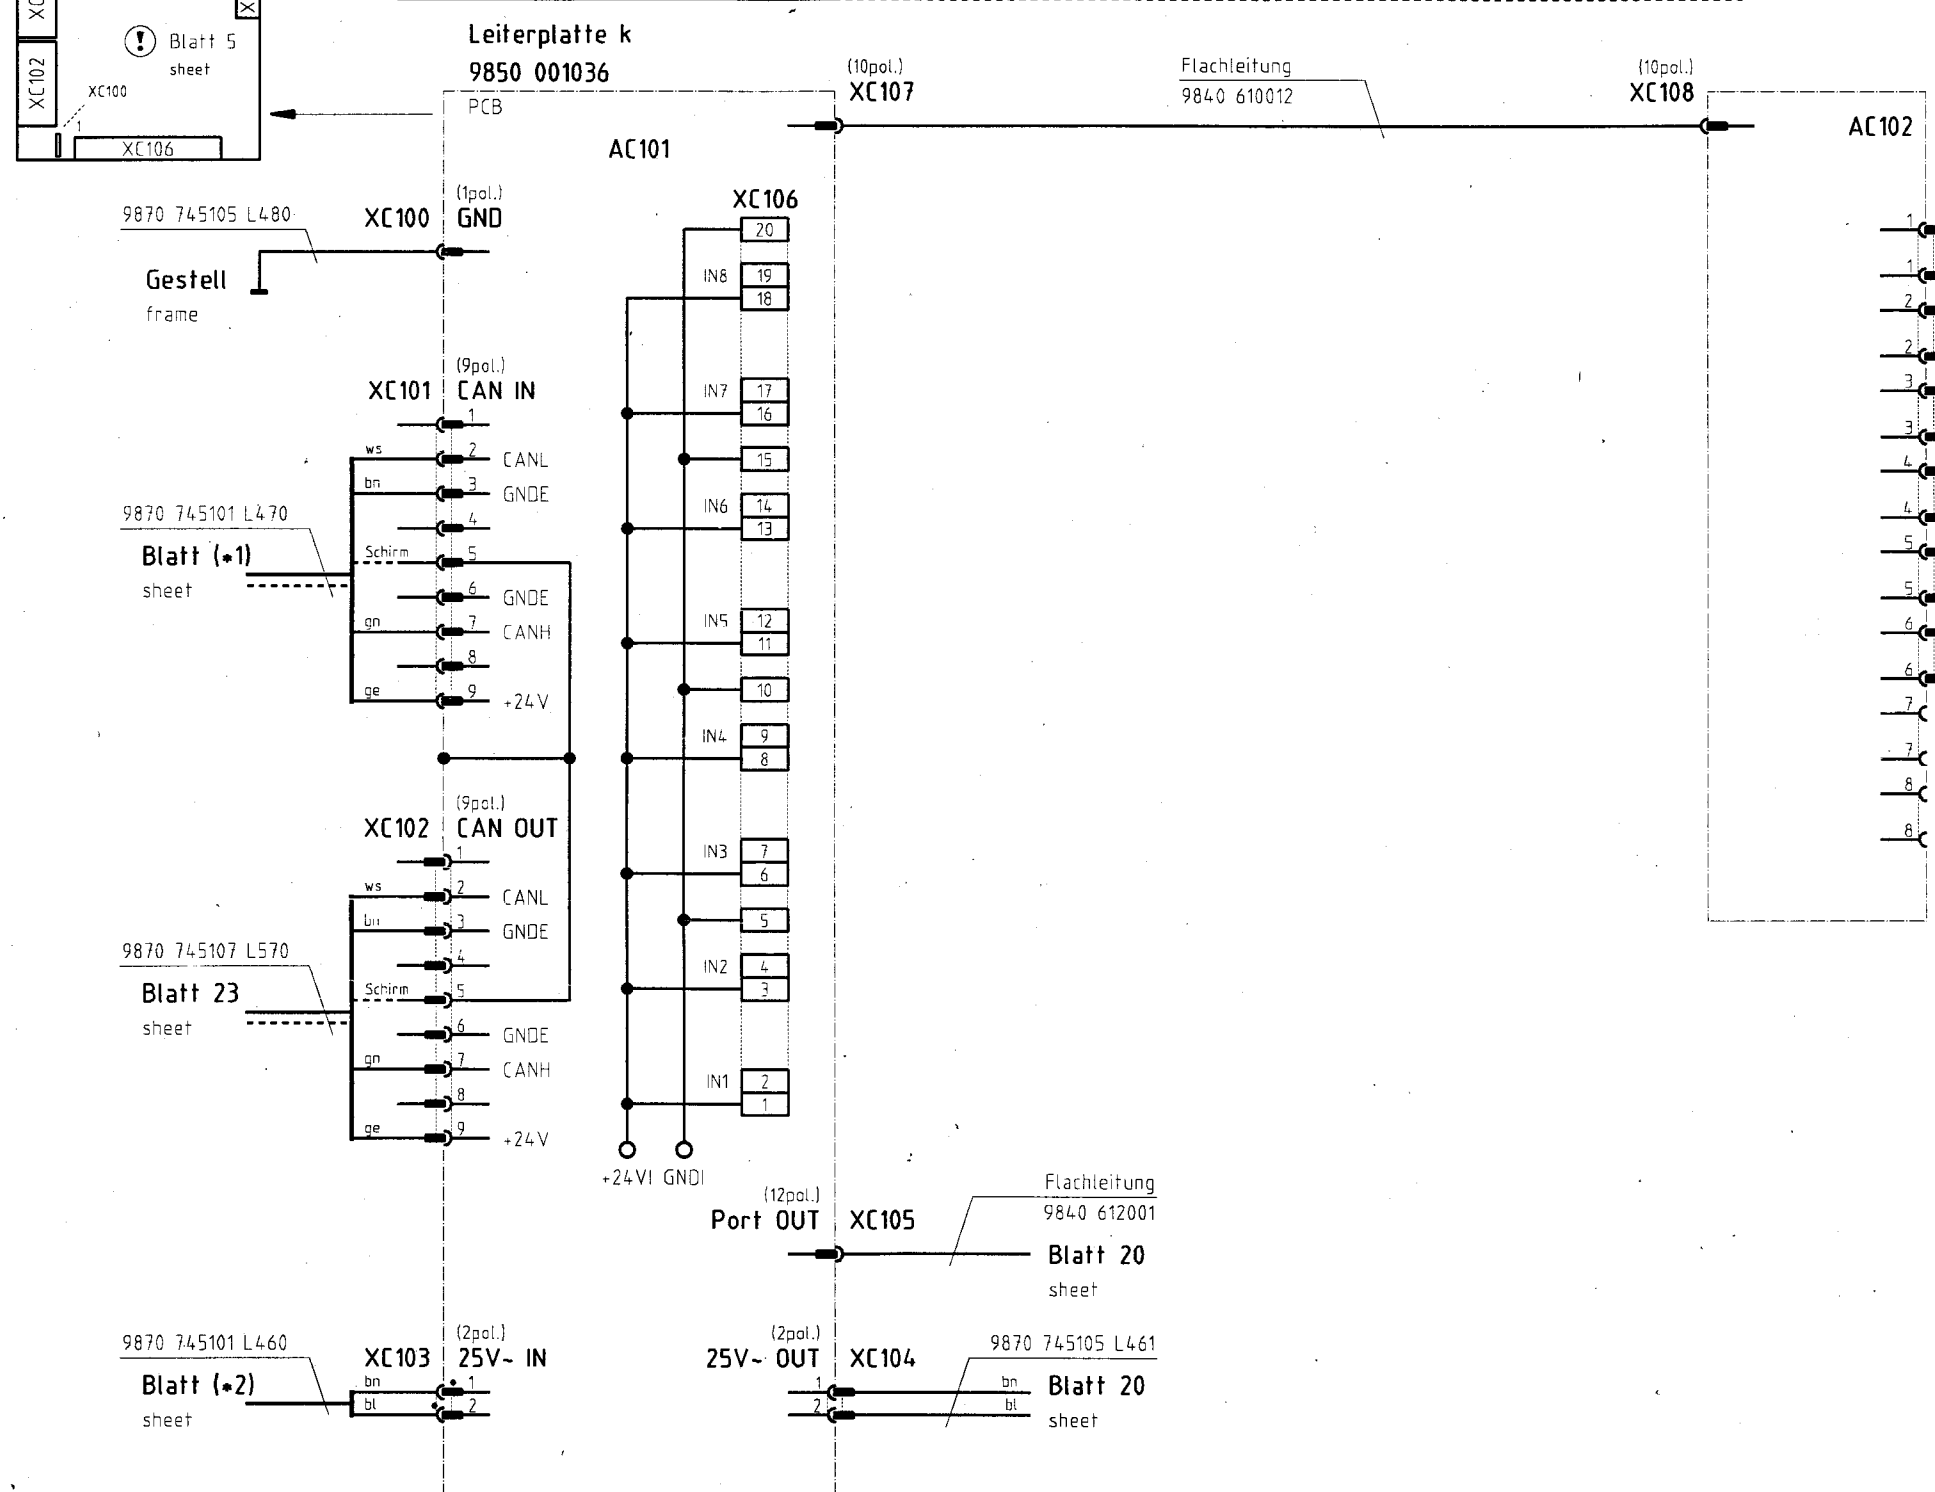 Blatt 5
sheet
XC102
XC100
1
XC106
Leiterplatte k
9850 001036
PCB
AC101
(10pol.)
XC107
Flachleitung
9840 610012
(10pol.)
XC108
AC102
1
1
2
2
3
3
4
4
5
5
6
6
7
7
8
8
9870 745105 L480
XC100
(1pol.)
GND
Gestell
frame
XC101
(9pol.)
CAN IN
1
ws 2 CANL
bn 3 GNDE
4
Schirm 5
6 GNDE
gn 7 CANH
8
ge 9 +24V
9870 745101 L470
Blatt (*1)
sheet
XC102
(9pol.)
CAN OUT
1
ws 2 CANL
bn 3 GNDE
4
Schirm 5
6 GNDE
gn 7 CANH
8
ge 9 +24V
9870 745107 L570
Blatt 23
sheet
XC106
20
IN8 19
18
IN7 17
16
15
IN6 14
13
IN5 12
11
10
IN4 9
8
IN3 7
6
5
IN2 4
3
IN1 2
1
+24VI GNDI
(12pol.)
Port OUT XC105
Flachleitung
9840 612001
Blatt 20
sheet
9870 745101 L460
Blatt (*2)
sheet
XC103
(2pol.)
25V~ IN
bn 1
bl 2
(2pol.)
25V~ OUT XC104
1 bn
2 bl
9870 745105 L461
Blatt 20
sheet